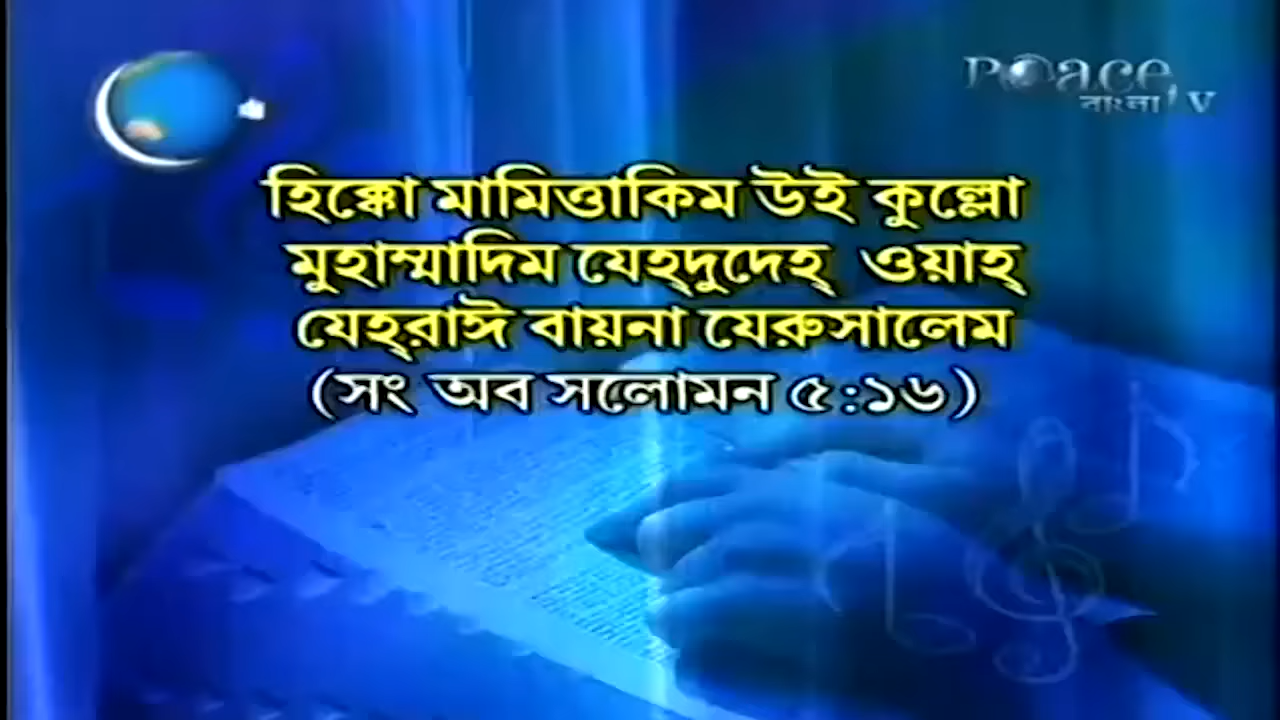 Peace TV
বাংলা
হিক্কো মামিত্তাকিম উই কুল্লো
মুহাম্মাদিম যেহ্দুদেহ্ ওয়াহ্
যেহ্রাঈ বায়না যেরুসালেম
(সং অব সলোমন ৫:১৬)